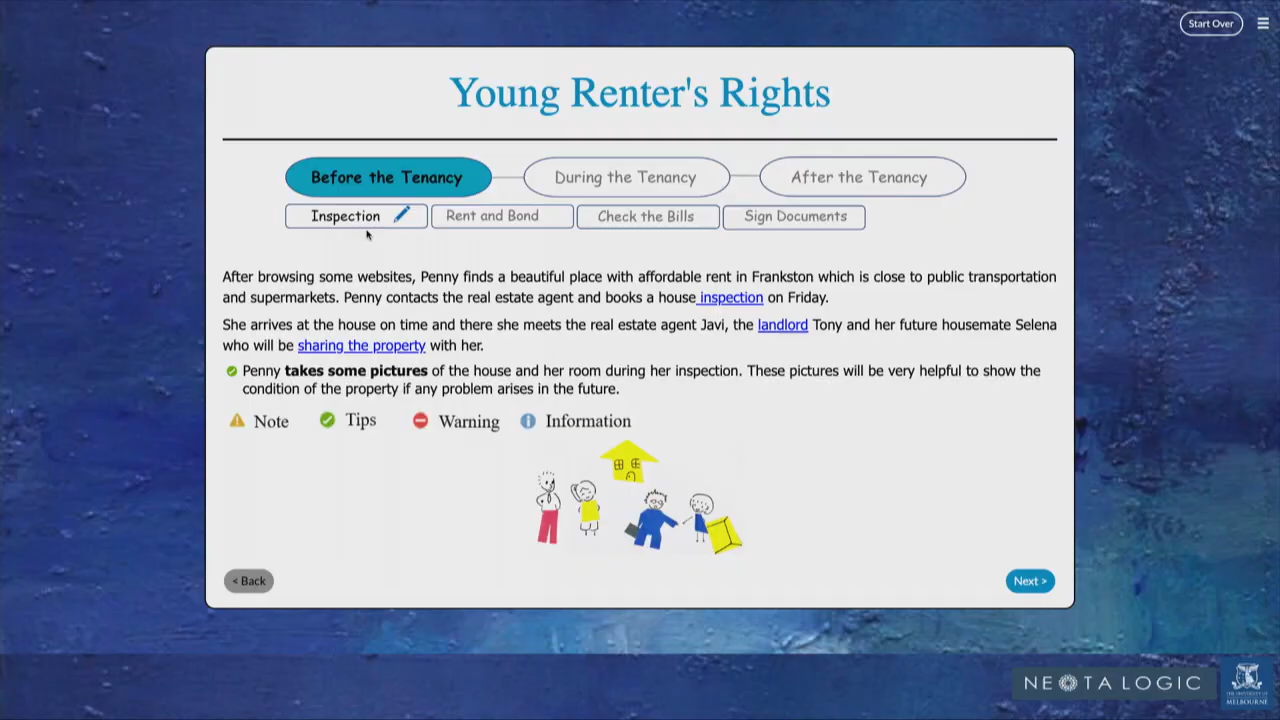 Start Over
Young Renter's Rights
Before the Tenancy
During the Tenancy
After the Tenancy
Inspection
Rent and Bond
Check the Bills
Sign Documents
After browsing some websites, Penny finds a beautiful place with affordable rent in Frankston which is close to public transportation
and supermarkets. Penny contacts the real estate agent and books a house inspection on Friday.
She arrives at the house on time and there she meets the real estate agent Javi, the landlord Tony and her future housemate Selena
who will be sharing the property with her.
Penny takes some pictures of the house and her room during her inspection. These pictures will be very helpful to show the
condition of the property if any problem arises in the future.
Note
Tips
Warning
Information
< Back
Next >
NEOTA LOGIC
THE UNIVERSITY OF
MELBOURNE